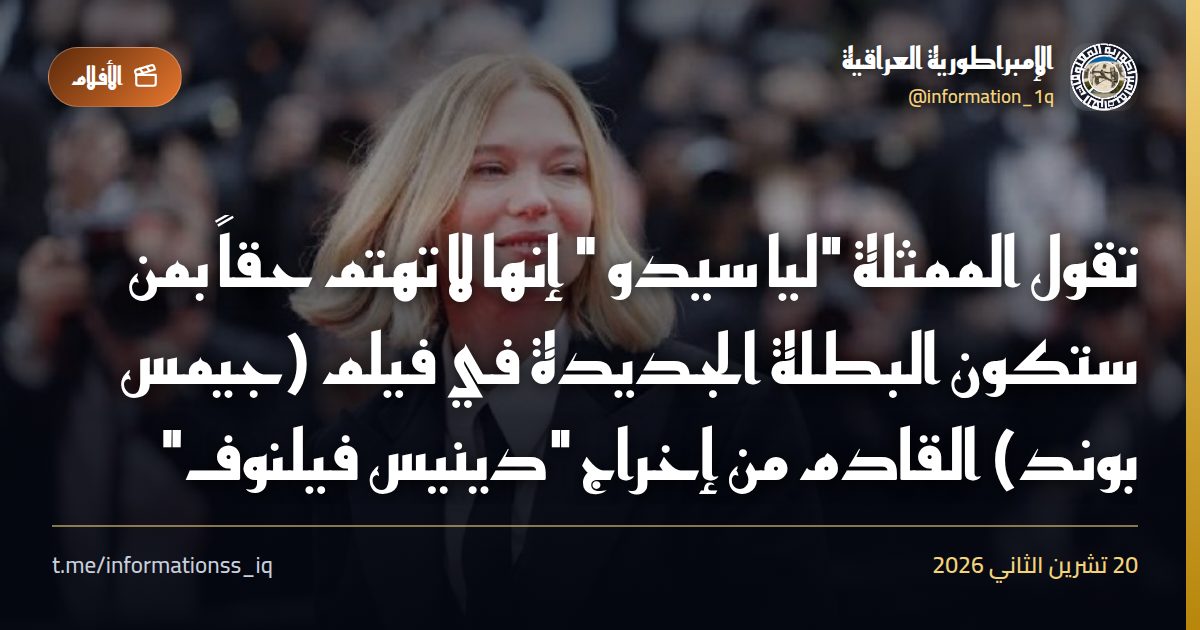 الإمبراطورية العراقية
@information_1q
الأفلام
تقول الممثلة "ليا سيدو " إنها لا تهتم حقاً بمن
ستكون البطلة الجديدة في فيلم (جيمس
بوند) القادم من إخراج "دينيس فيلنوف"
20 تشرين الثاني 2026
t.me/informationss_iq